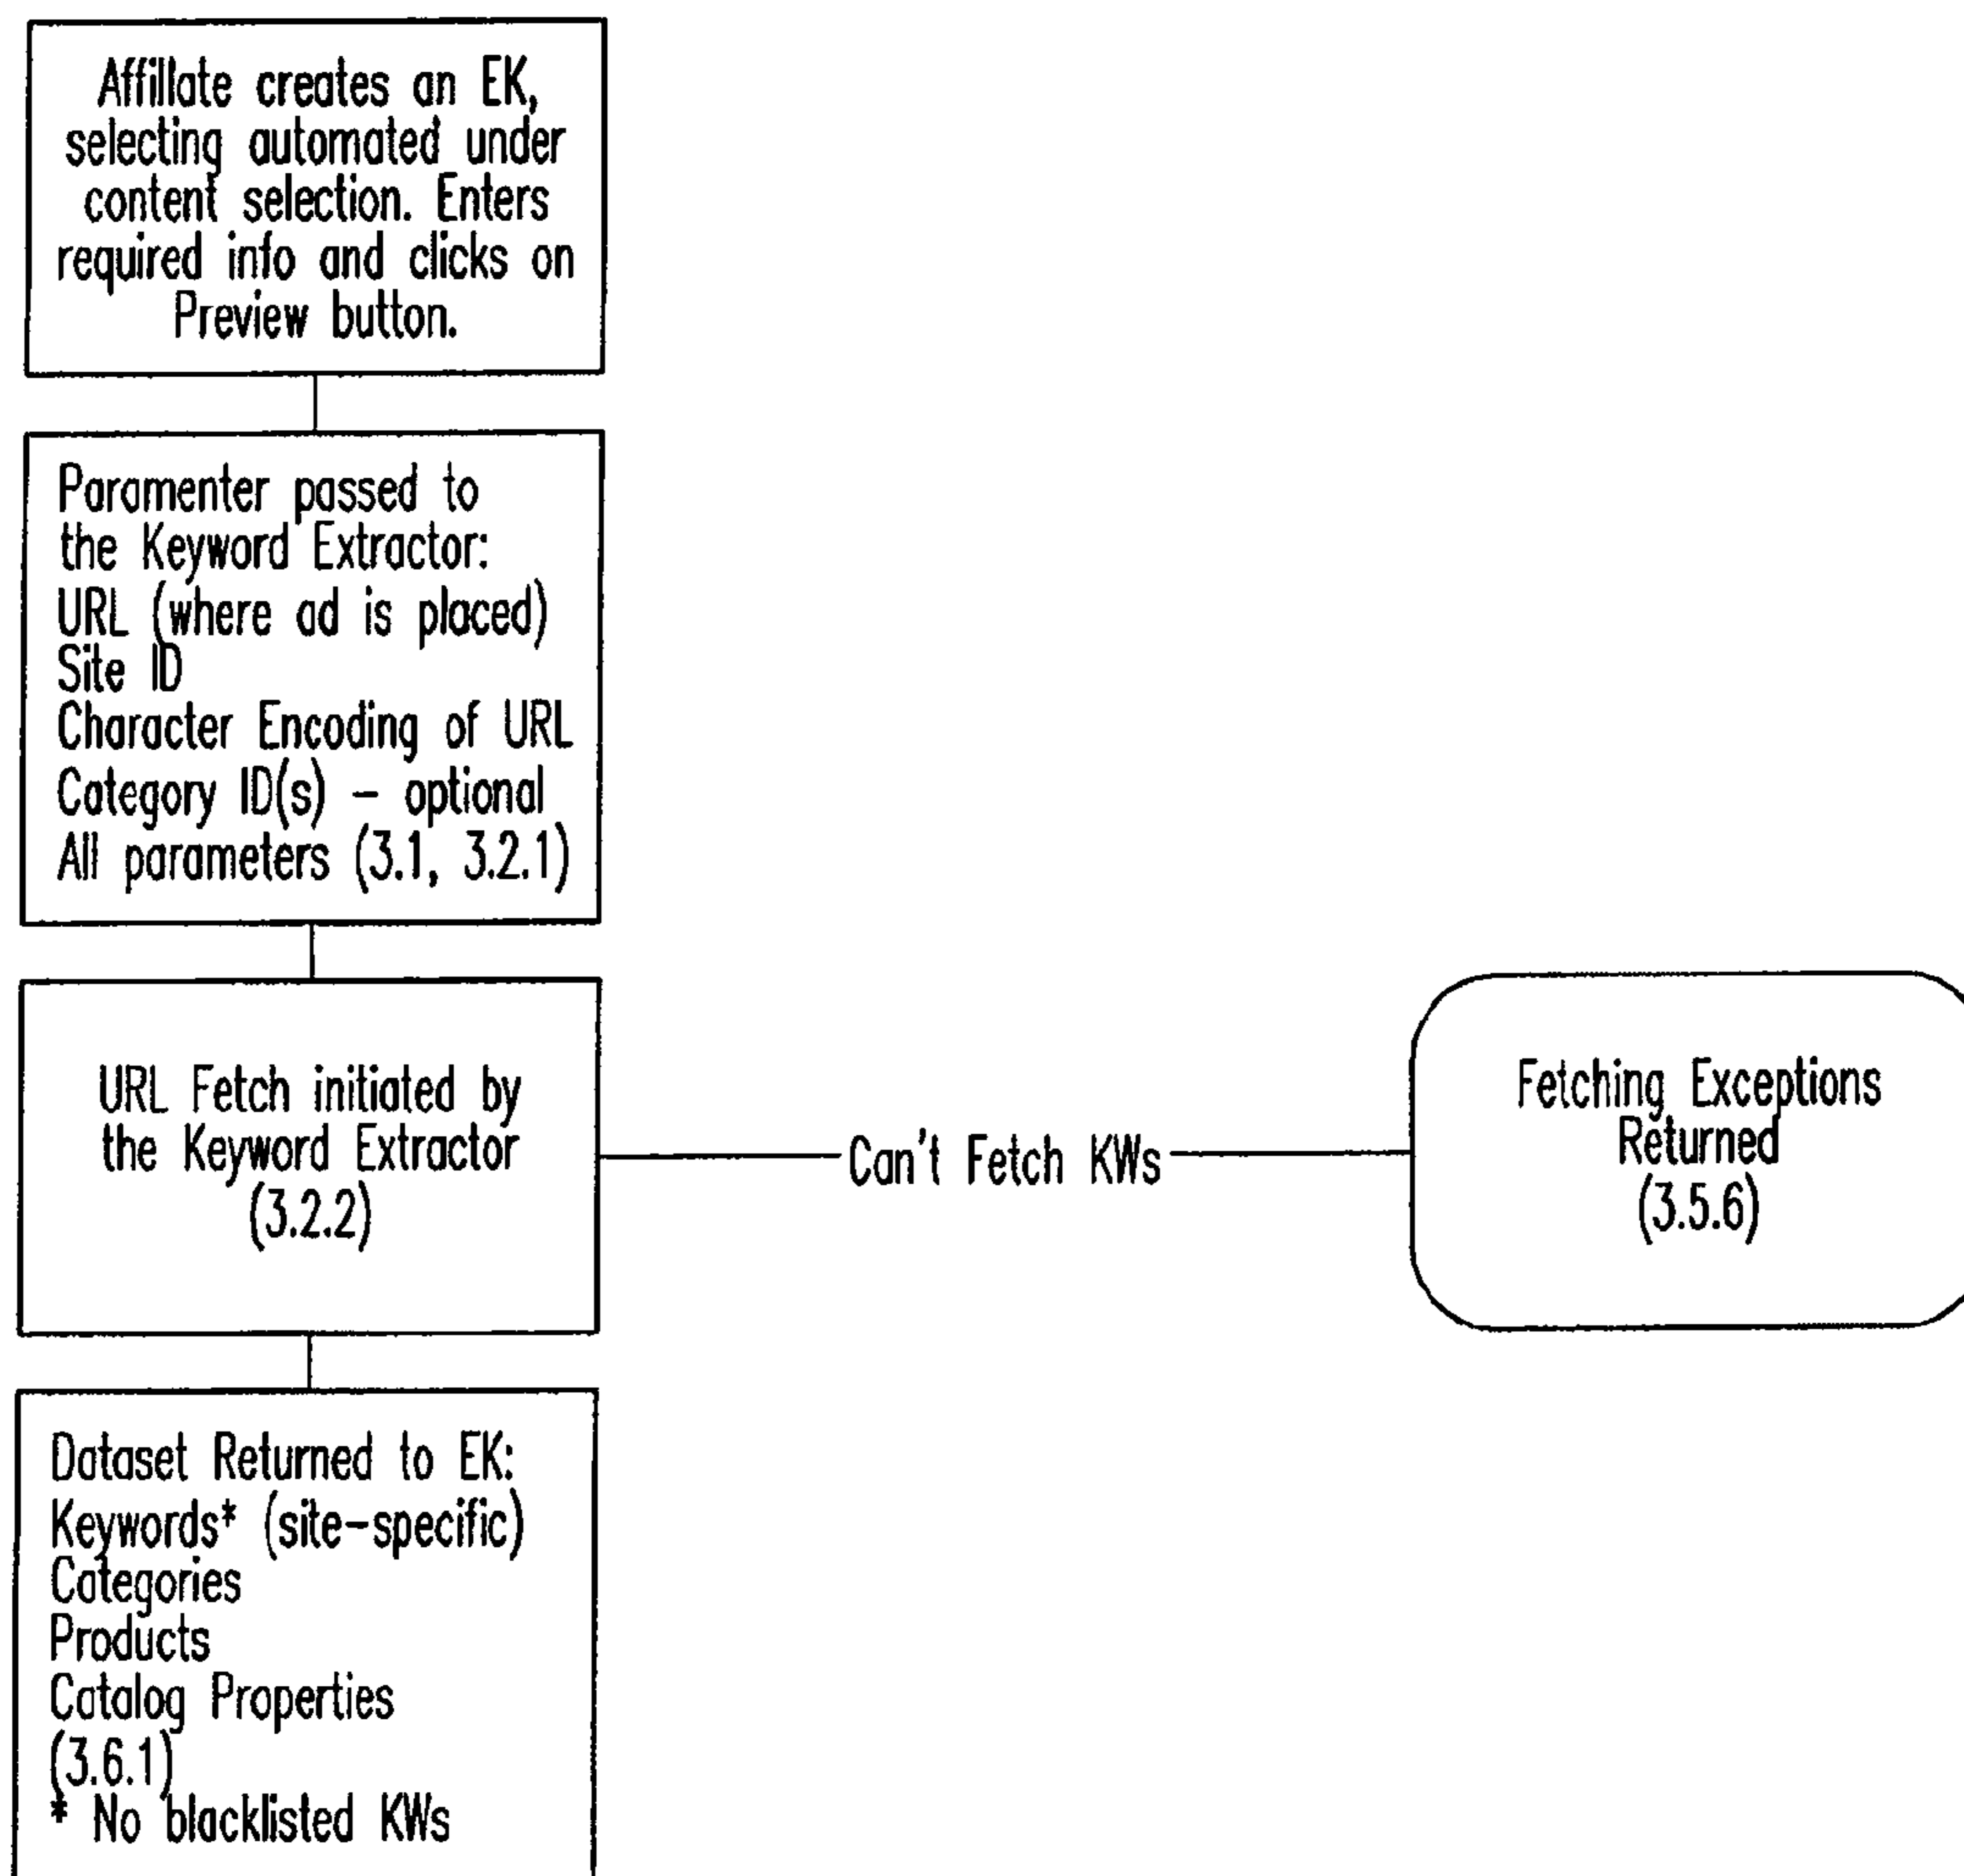 Affiliate creates an EK,
selecting automated under
content selection. Enters
required info and clicks on
Preview button.
Paramenter passed to
the Keyword Extractor:
URL (where ad is placed)
Site ID
Character Encoding of URL
Category ID(s) – optional
All parameters (3.1, 3.2.1)
URL Fetch initiated by
the Keyword Extractor
(3.2.2)
Can't Fetch KWs
Fetching Exceptions
Returned
(3.5.6)
Dataset Returned to EK:
Keywords* (site–specific)
Categories
Products
Catalog Properties
(3.6.1)
* No blacklisted KWs